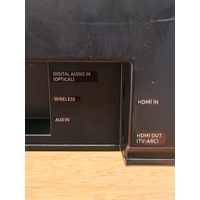 DIGITAL AUDIO IN
(OPTICAL)
WIRELESS
AUX IN
HDMI IN
HDMI OUT
(TV-ARC)